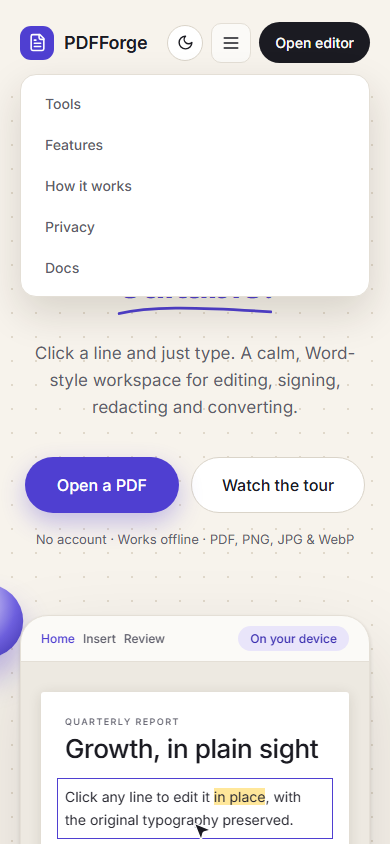 PDFForge
Open editor
Tools
Features
How it works
Privacy
Docs
Click a line and just type. A calm, Word-
style workspace for editing, signing,
redacting and converting.
Open a PDF
Watch the tour
No account · Works offline · PDF, PNG, JPG & WebP
Home Insert Review
On your device
QUARTERLY REPORT
Growth, in plain sight
Click any line to edit it in place, with
the original typography preserved.